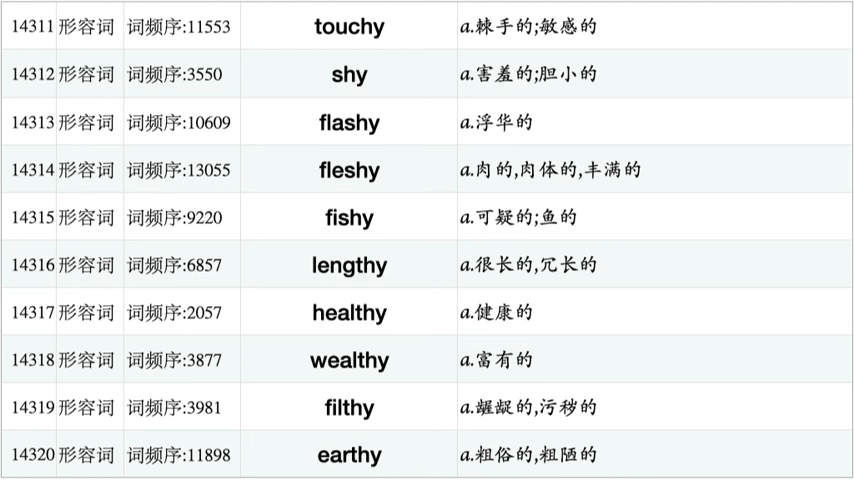 14311 形容词 词频序:11553 touchy a.棘手的;敏感的
14312 形容词 词频序:3550 shy a.害羞的;胆小的
14313 形容词 词频序:10609 flashy a.浮华的
14314 形容词 词频序:13055 fleshy a.肉的,肉体的,丰满的
14315 形容词 词频序:9220 fishy a.可疑的;鱼的
14316 形容词 词频序:6857 lengthy a.很长的,冗长的
14317 形容词 词频序:2057 healthy a.健康的
14318 形容词 词频序:3877 wealthy a.富有的
14319 形容词 词频序:3981 filthy a.龌龊的,污秽的
14320 形容词 词频序:11898 earthy a.粗俗的,粗陋的